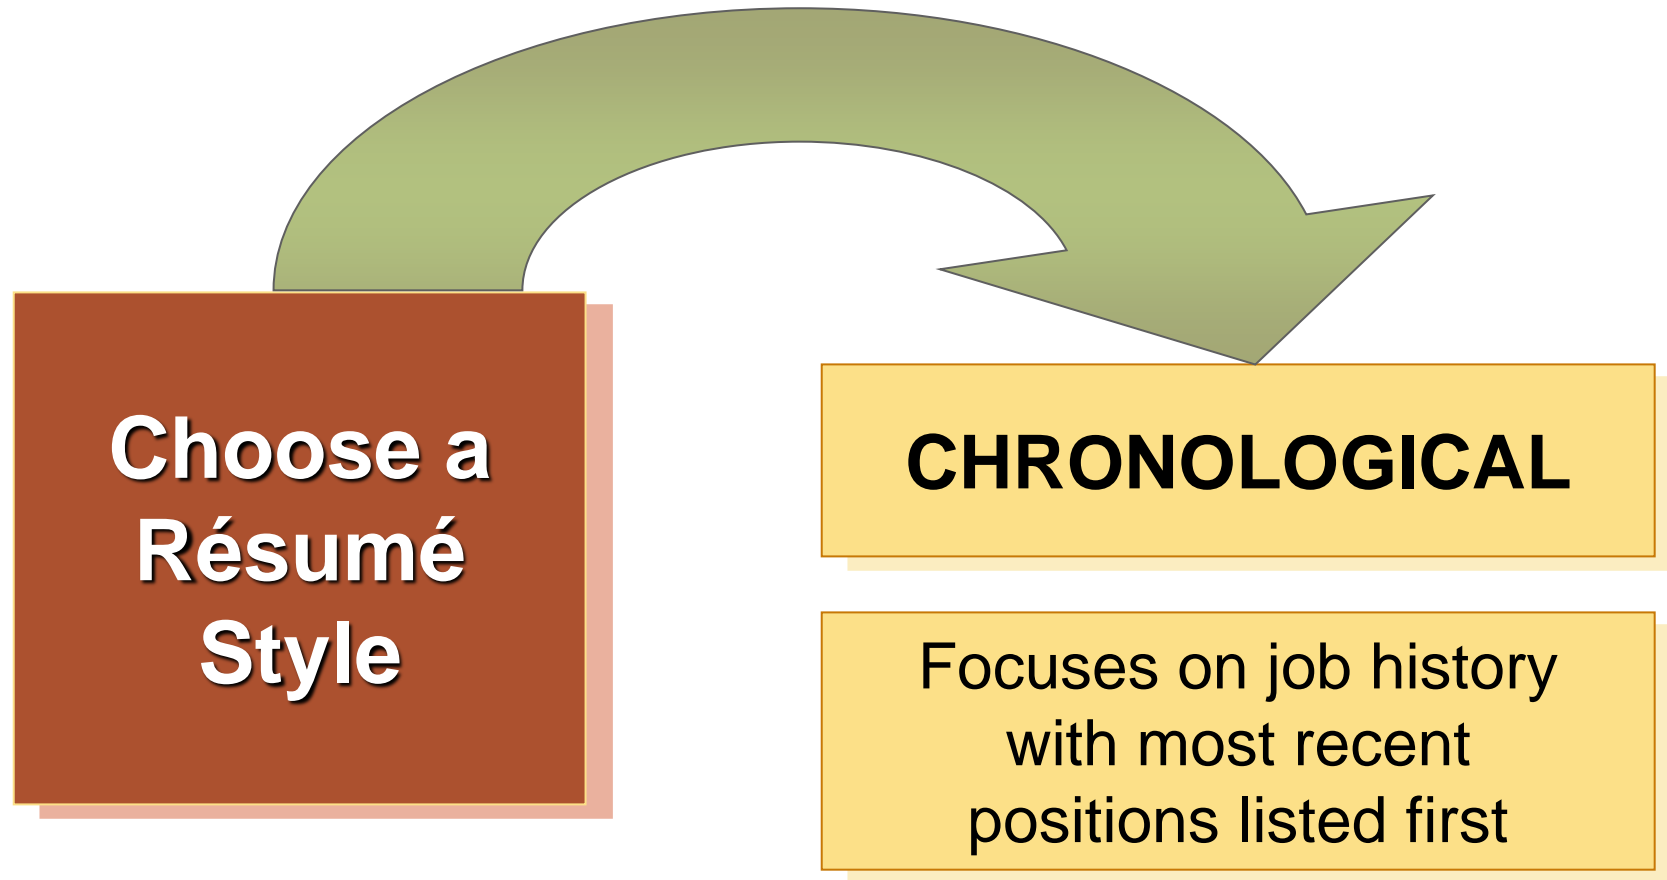 Choose a
Résumé
Style
CHRONOLOGICAL
Focuses on job history
with most recent
positions listed first